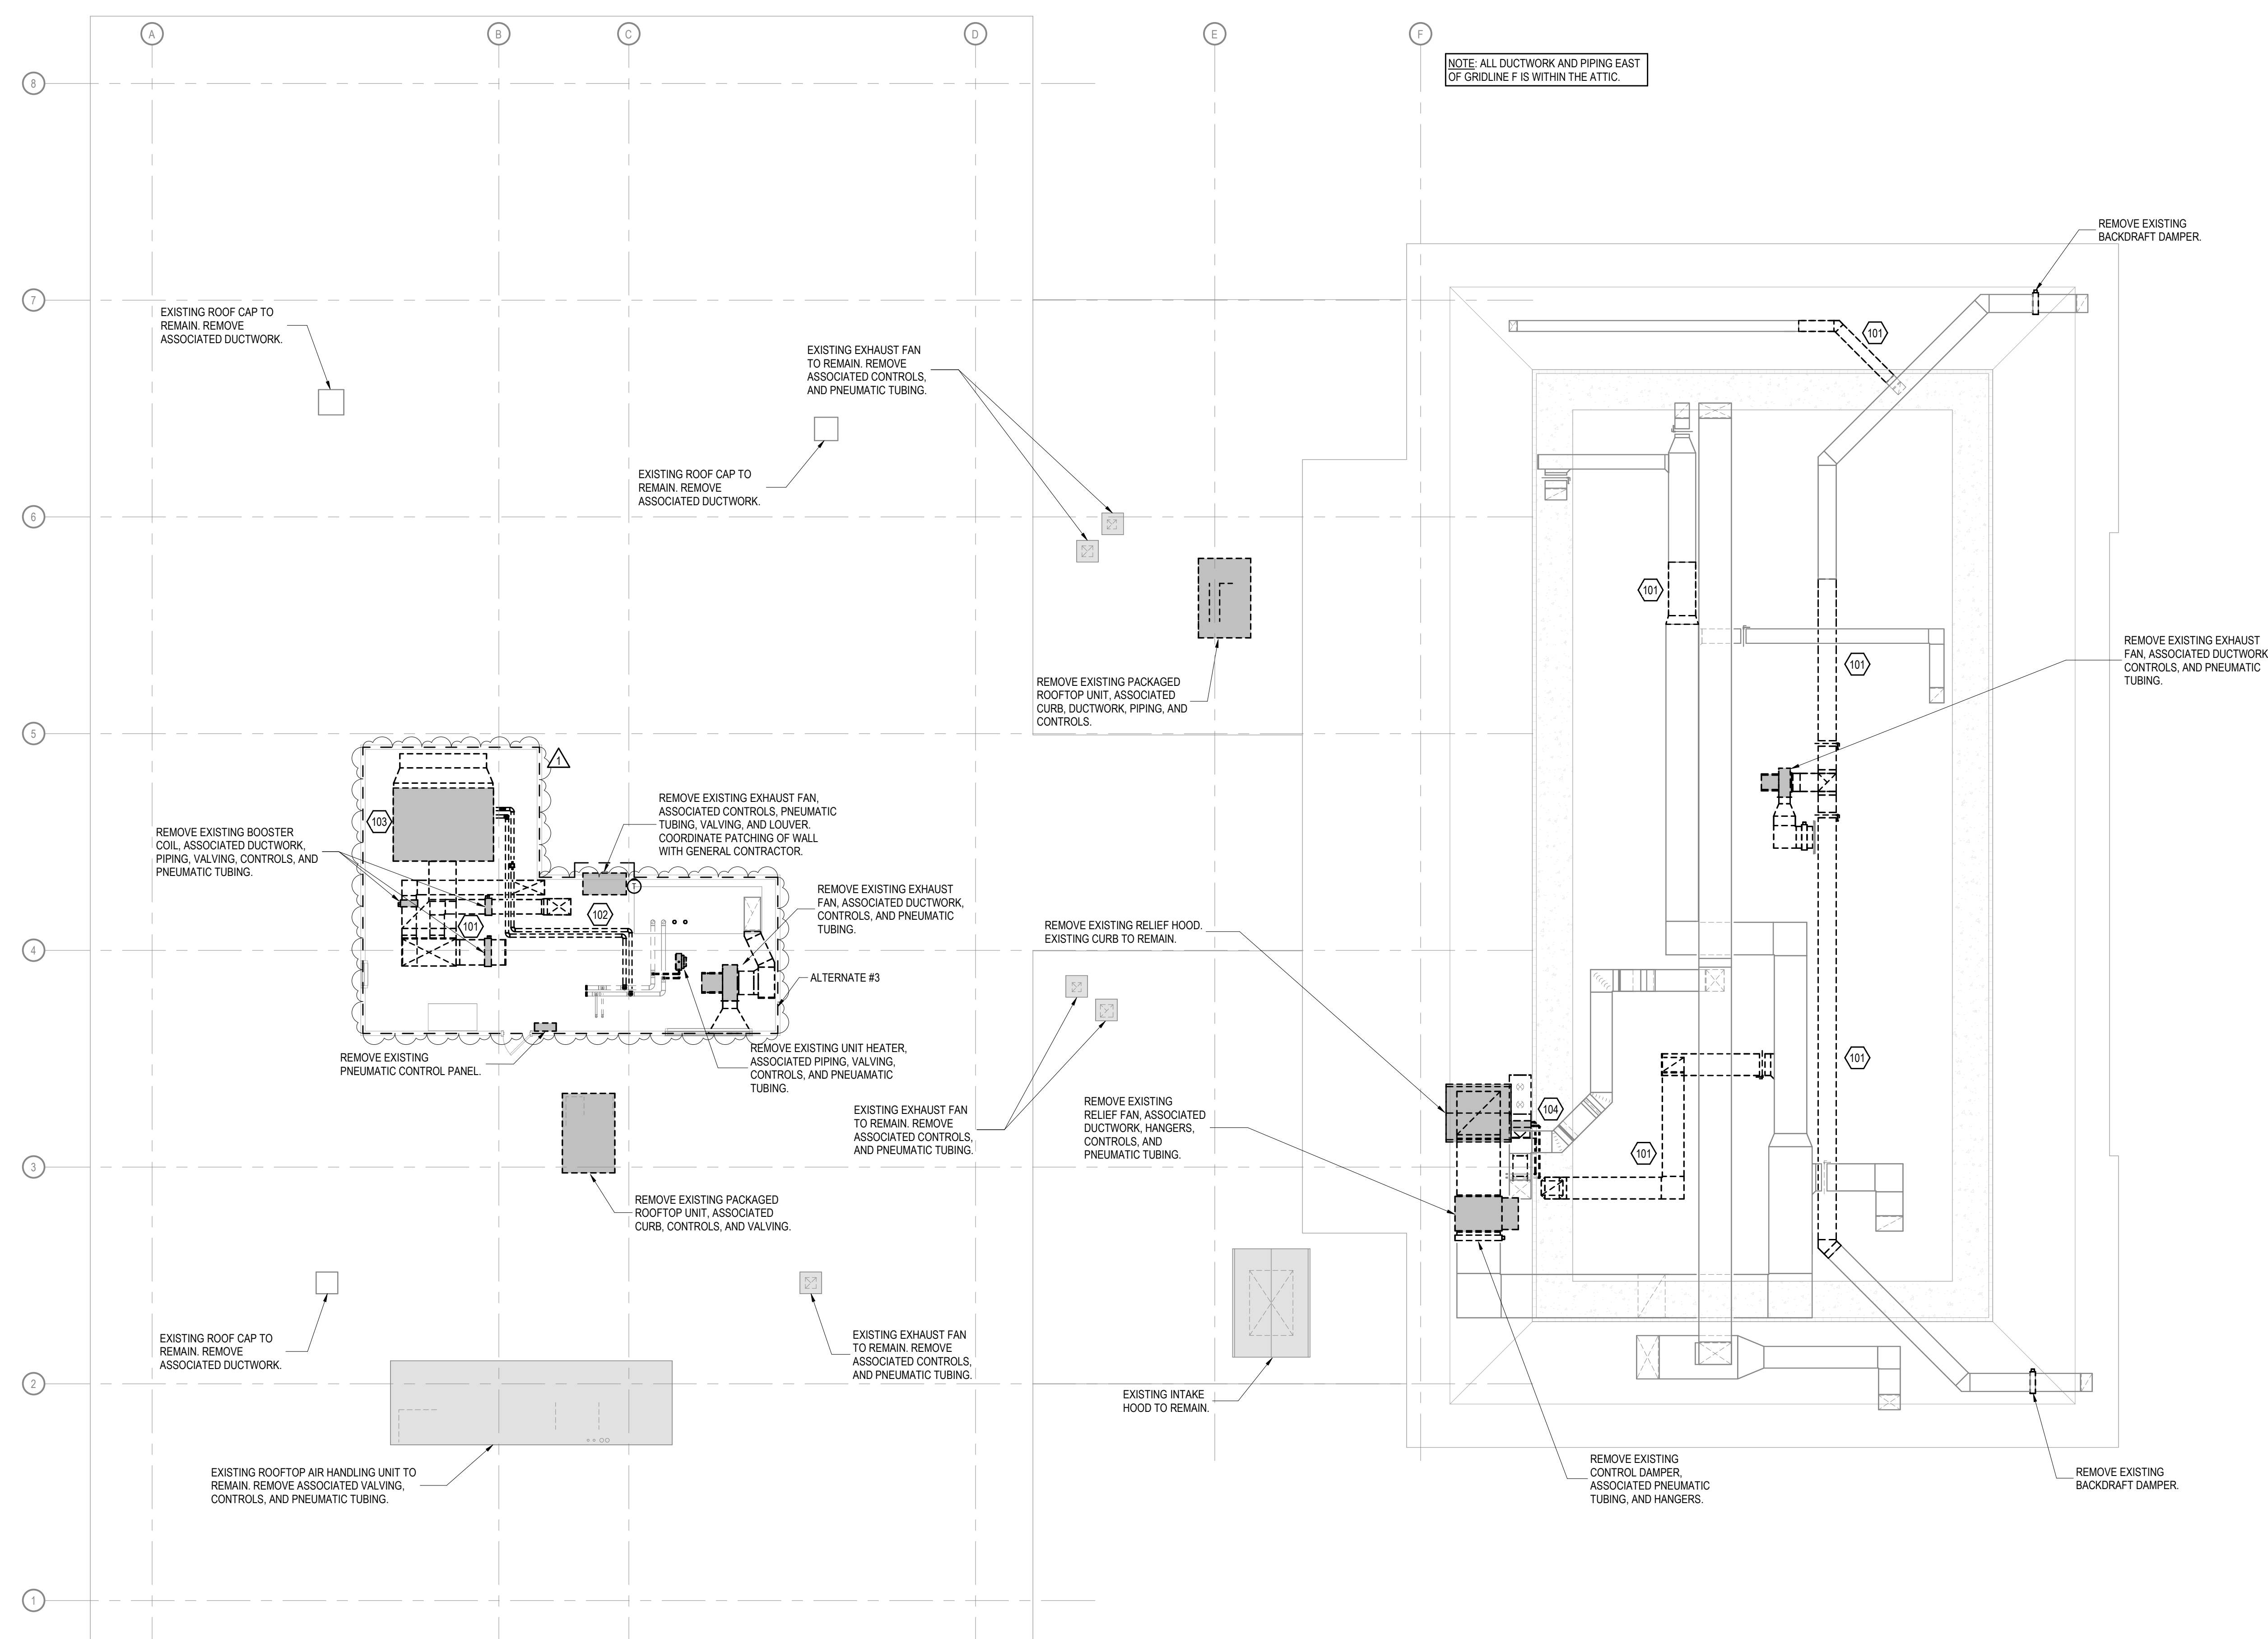 A
B
C
D
E
F
8
7
6
5
4
3
2
1
NOTE: ALL DUCTWORK AND PIPING EAST
OF GRIDLINE F IS WITHIN THE ATTIC.
REMOVE EXISTING
BACKDRAFT DAMPER.
EXISTING ROOF CAP TO
REMAIN. REMOVE
ASSOCIATED DUCTWORK.
EXISTING EXHAUST FAN
TO REMAIN. REMOVE
ASSOCIATED CONTROLS,
AND PNEUMATIC TUBING.
EXISTING ROOF CAP TO
REMAIN. REMOVE
ASSOCIATED DUCTWORK.
101
101
101
REMOVE EXISTING EXHAUST
FAN, ASSOCIATED DUCTWORK
CONTROLS, AND PNEUMATIC
TUBING.
REMOVE EXISTING PACKAGED
ROOFTOP UNIT, ASSOCIATED
CURB, DUCTWORK, PIPING, AND
CONTROLS.
1
REMOVE EXISTING EXHAUST FAN,
ASSOCIATED CONTROLS, PNEUMATIC
TUBING, VALVING, AND LOUVER.
COORDINATE PATCHING OF WALL
WITH GENERAL CONTRACTOR.
103
REMOVE EXISTING BOOSTER
COIL, ASSOCIATED DUCTWORK,
PIPING, VALVING, CONTROLS, AND
PNEUMATIC TUBING.
T
102
101
REMOVE EXISTING EXHAUST
FAN, ASSOCIATED DUCTWORK,
CONTROLS, AND PNEUMATIC
TUBING.
ALTERNATE #3
REMOVE EXISTING RELIEF HOOD.
EXISTING CURB TO REMAIN.
REMOVE EXISTING
PNEUMATIC CONTROL PANEL.
REMOVE EXISTING UNIT HEATER,
ASSOCIATED PIPING, VALVING,
CONTROLS, AND PNEUAMATIC
TUBING.
101
EXISTING EXHAUST FAN
TO REMAIN. REMOVE
ASSOCIATED CONTROLS,
AND PNEUMATIC TUBING.
REMOVE EXISTING
RELIEF FAN, ASSOCIATED
DUCTWORK, HANGERS,
CONTROLS, AND
PNEUMATIC TUBING.
104
101
REMOVE EXISTING PACKAGED
ROOFTOP UNIT, ASSOCIATED
CURB, CONTROLS, AND VALVING.
EXISTING ROOF CAP TO
REMAIN. REMOVE
ASSOCIATED DUCTWORK.
EXISTING EXHAUST FAN
TO REMAIN. REMOVE
ASSOCIATED CONTROLS,
AND PNEUMATIC TUBING.
EXISTING INTAKE
HOOD TO REMAIN.
EXISTING ROOFTOP AIR HANDLING UNIT TO
REMAIN. REMOVE ASSOCIATED VALVING,
CONTROLS, AND PNEUMATIC TUBING.
REMOVE EXISTING
CONTROL DAMPER,
ASSOCIATED PNEUMATIC
TUBING, AND HANGERS.
REMOVE EXISTING
BACKDRAFT DAMPER.